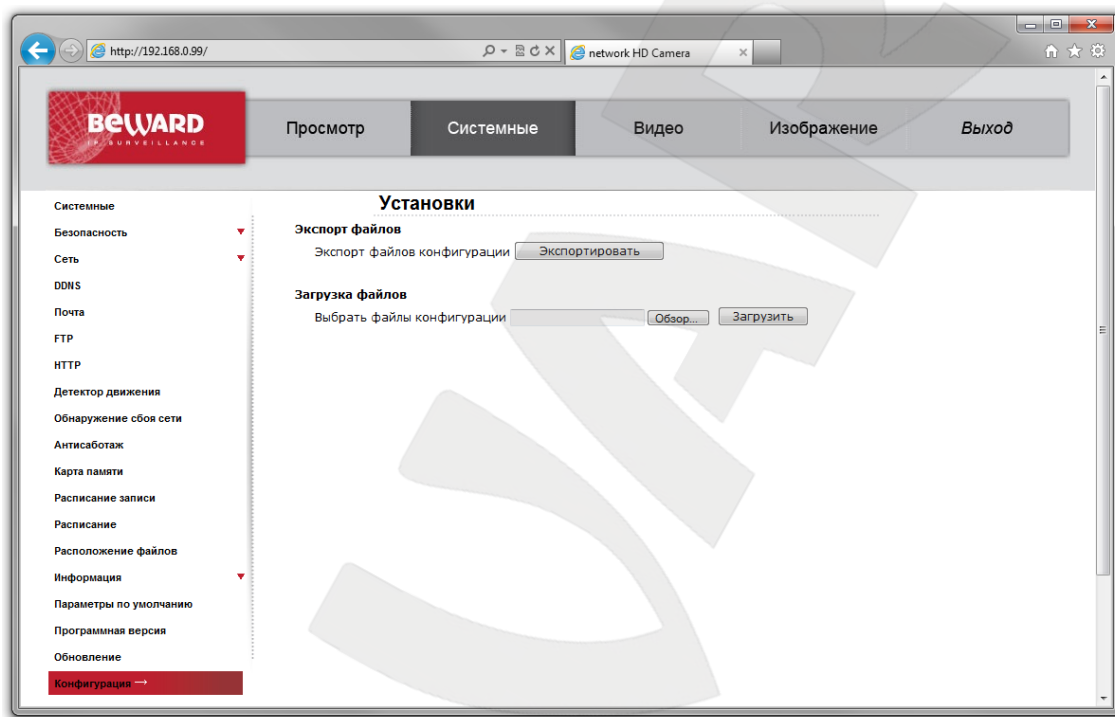 http://192.168.0.99/
network HD Camera
BEWARD
IP SURVEILLANCE
Просмотр
Системные
Видео
Изображение
Выход
Системные
Безопасность
Сеть
DDNS
Почта
FTP
HTTP
Детектор движения
Обнаружение сбоя сети
Антисаботаж
Карта памяти
Расписание записи
Расписание
Расположение файлов
Информация
Параметры по умолчанию
Программная версия
Обновление
Конфигурация →
Установки
Экспорт файлов
Экспорт файлов конфигурации Экспортировать
Загрузка файлов
Выбрать файлы конфигурации Обзор... Загрузить